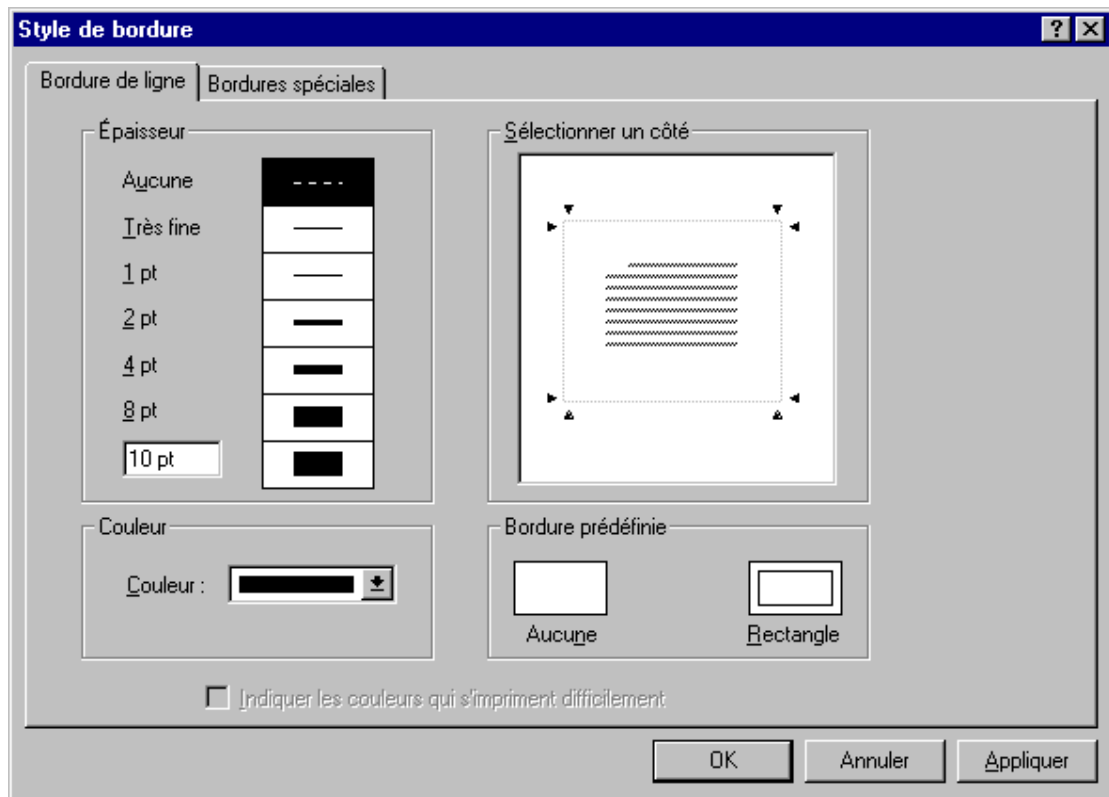 Style de bordure
Bordure de ligne
Bordures spéciales
Épaisseur
Aucune
Très fine
1 pt
2 pt
4 pt
8 pt
10 pt
Sélectionner un côté
Couleur
Couleur :
Bordure prédéfinie
Aucune
Rectangle
Indiquer les couleurs qui s'impriment difficilement
OK
Annuler
Appliquer